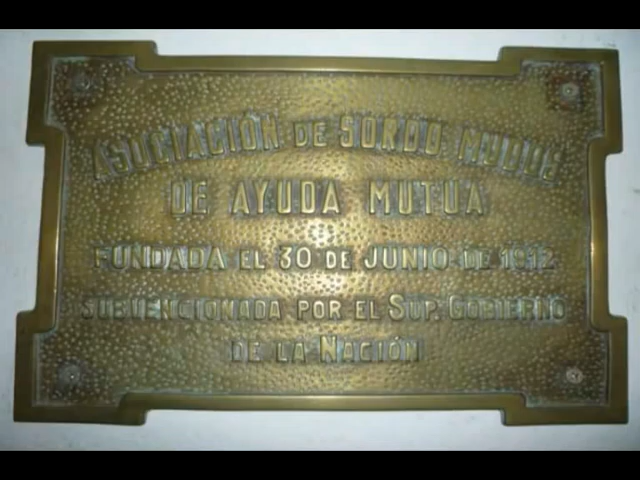 ASOCIACIÓN DE SORDO-MUDOS
DE AYUDA MUTUA
FUNDADA EL 30 DE JUNIO DE 1912
SUBVENCIONADA POR EL SUP. GOBIERNO
DE LA NACIÓN